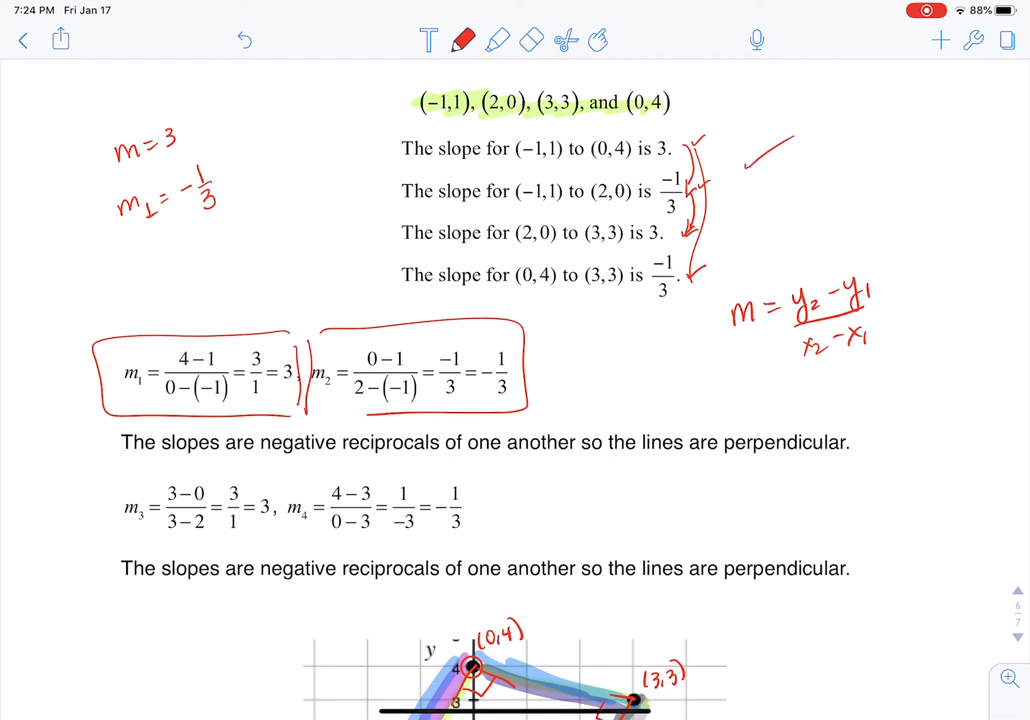 7:24 PM Fri Jan 17
88%
T
(−1,1), (2,0), (3,3), and (0,4)
m = 3
m⊥ = −1/3
The slope for (−1,1) to (0,4) is 3.
The slope for (−1,1) to (2,0) is −1/3
The slope for (2,0) to (3,3) is 3.
The slope for (0,4) to (3,3) is −1/3.
m = y₂ − y₁ / x₂ − x₁
m₁ = 4−1 / 0−(−1) = 3/1 = 3, m₂ = 0−1 / 2−(−1) = −1/3 = −1/3
The slopes are negative reciprocals of one another so the lines are perpendicular.
m₃ = 3−0 / 3−2 = 3/1 = 3, m₄ = 4−3 / 0−3 = 1/−3 = −1/3
The slopes are negative reciprocals of one another so the lines are perpendicular.
6
7
(0,4)
y
4
(3,3)
3